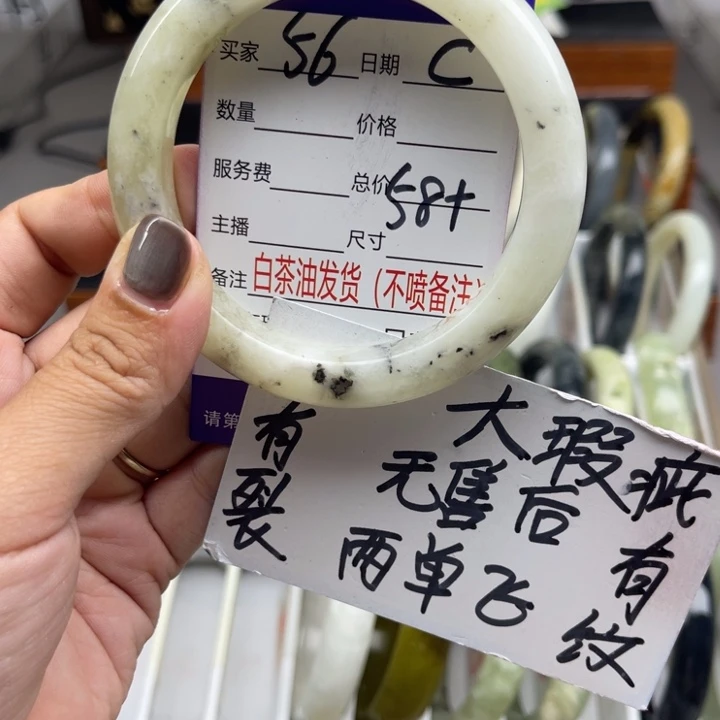 买家 56 日期 C
数量 价格
服务费 总价 58+
主播 尺寸
备注 白茶油发货（不喷备注）
请第
有裂
大瑕疵
无售后
两单飞
有纹